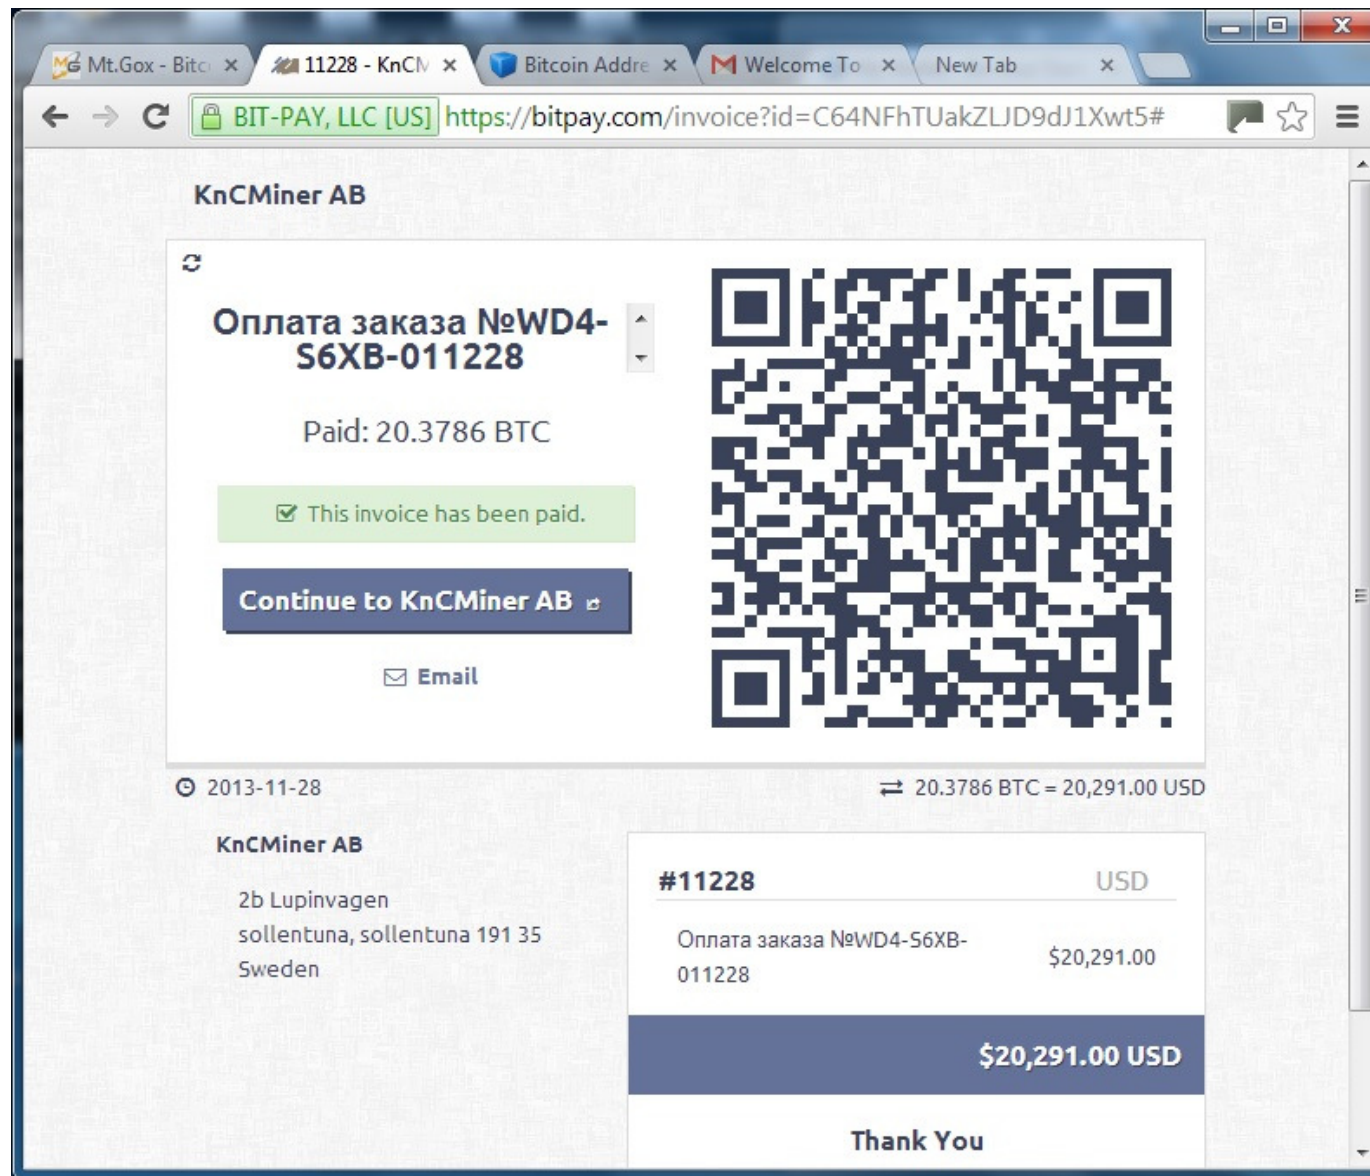 Mt.Gox - Bitc
11228 - KnCM
Bitcoin Addre
Welcome To
New Tab
BIT-PAY, LLC [US] https://bitpay.com/invoice?id=C64NFhTUakZLJD9dJ1Xwt5#
KnCMiner AB
Оплата заказа №WD4-
S6XB-011228
Paid: 20.3786 BTC
This invoice has been paid.
Continue to KnCMiner AB
Email
2013-11-28
20.3786 BTC = 20,291.00 USD
KnCMiner AB
2b Lupinvagen
sollentuna, sollentuna 191 35
Sweden
#11228 USD
Оплата заказа №WD4-S6XB-
011228
$20,291.00
$20,291.00 USD
Thank You